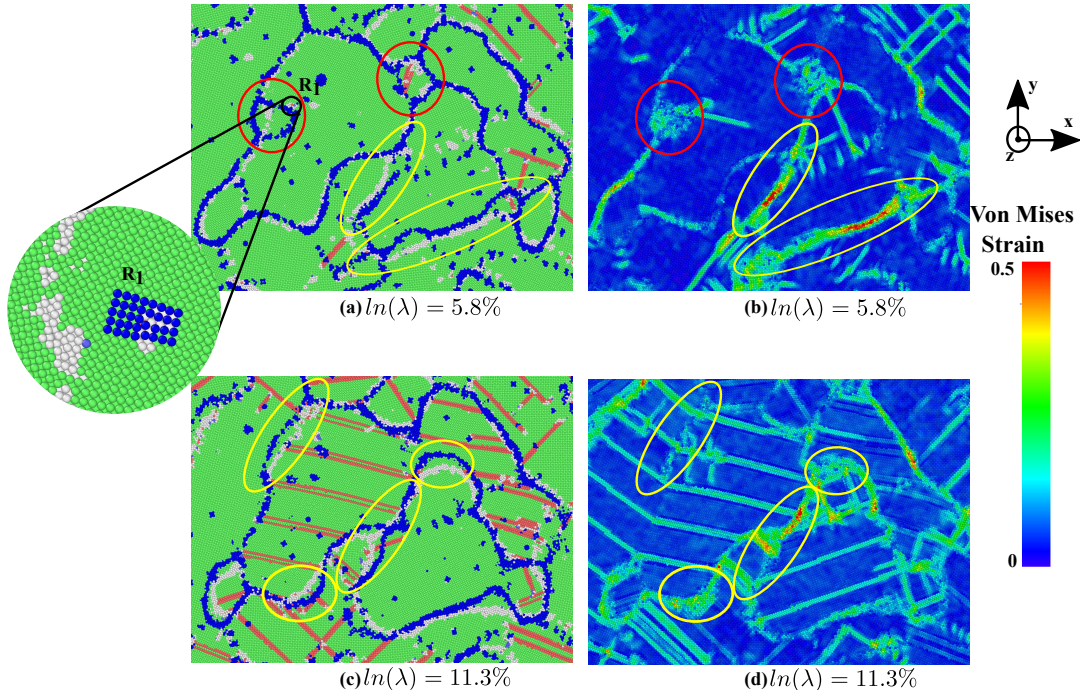 R1
y
x
z
R1
Von Mises
Strain
0.5
0
(a) ln(λ) = 5.8%
(b) ln(λ) = 5.8%
(c) ln(λ) = 11.3%
(d) ln(λ) = 11.3%